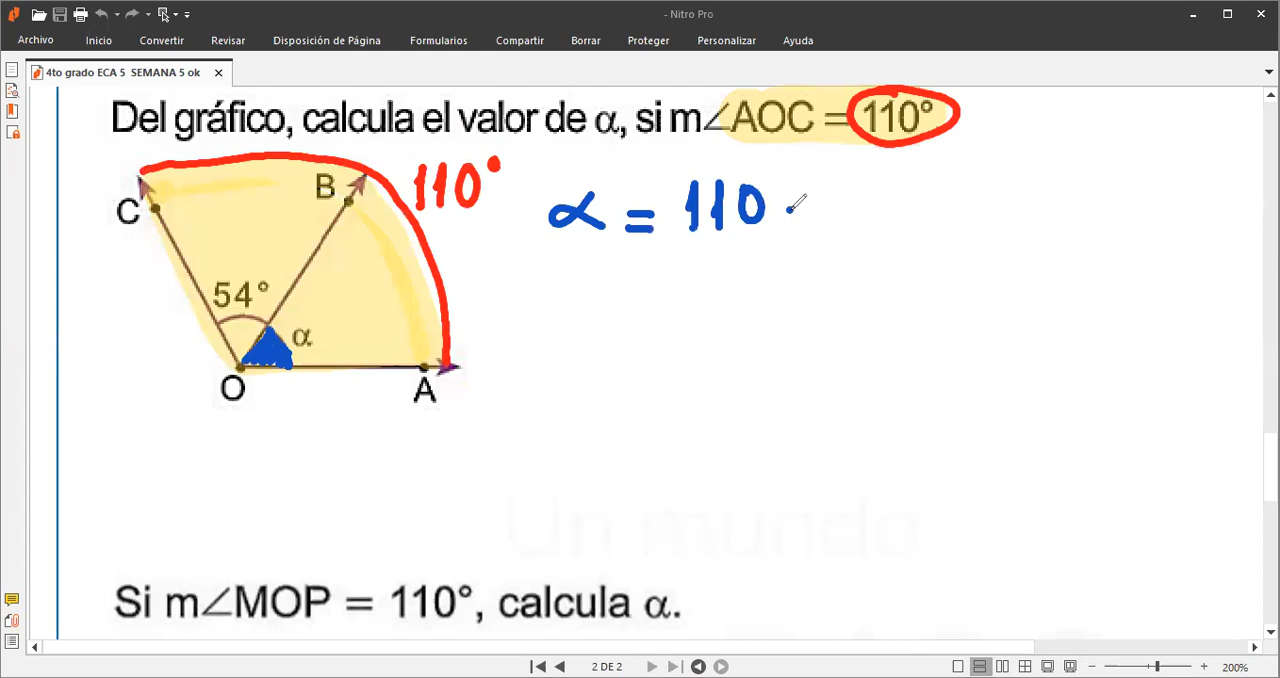 - Nitro Pro
Archivo Inicio Convertir Revisar Disposición de Página Formularios Compartir Borrar Proteger Personalizar Ayuda
4to grado ECA 5 SEMANA 5 ok
Del gráfico, calcula el valor de α, si m∠AOC = 110°
110°
α = 110
B
C
54°
α
O
A
Un mundo
Si m∠MOP = 110°, calcula α.
2 DE 2
200%